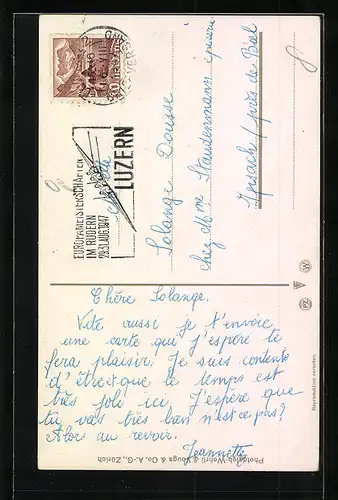 EUROPAMEISTERSCHAFTEN
IM RUDERN
29.-31. AUG. 1947
LUZERN
Solange Dousse
chez Mme Staudenmann épicerie
Ipsach / près de Biel
Chère Solange.
Vite aussi je t'envoie
une carte qui j'espère te
fera plaisir. Je suis contente
d'être que le temps est
très joli ici. J'espère que
tu vas très bien n'est-ce pas?
Alors au revoir.
Jeannette
Photoglob-Wehrli & Vouga & Co. A.-G., Zürich
Reproduktion verboten.
PZ
W